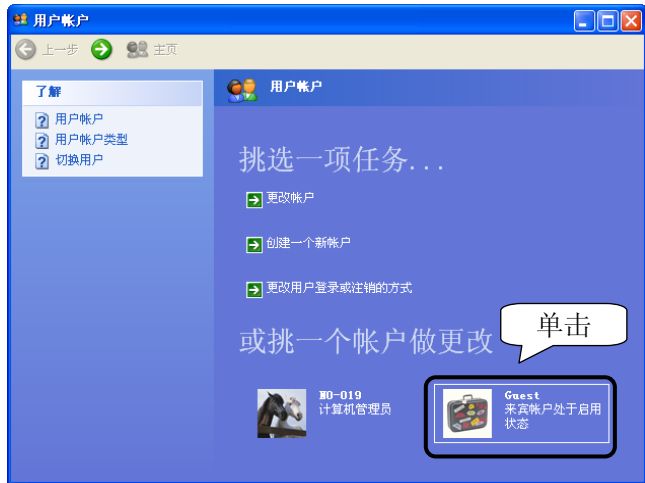 用户帐户
上一步
主页
了解
用户帐户
用户帐户类型
切换用户
用户帐户
挑选一项任务...
更改帐户
创建一个新帐户
更改用户登录或注销的方式
或挑一个帐户做更改
单击
NO-019
计算机管理员
Guest
来宾帐户处于启用
状态